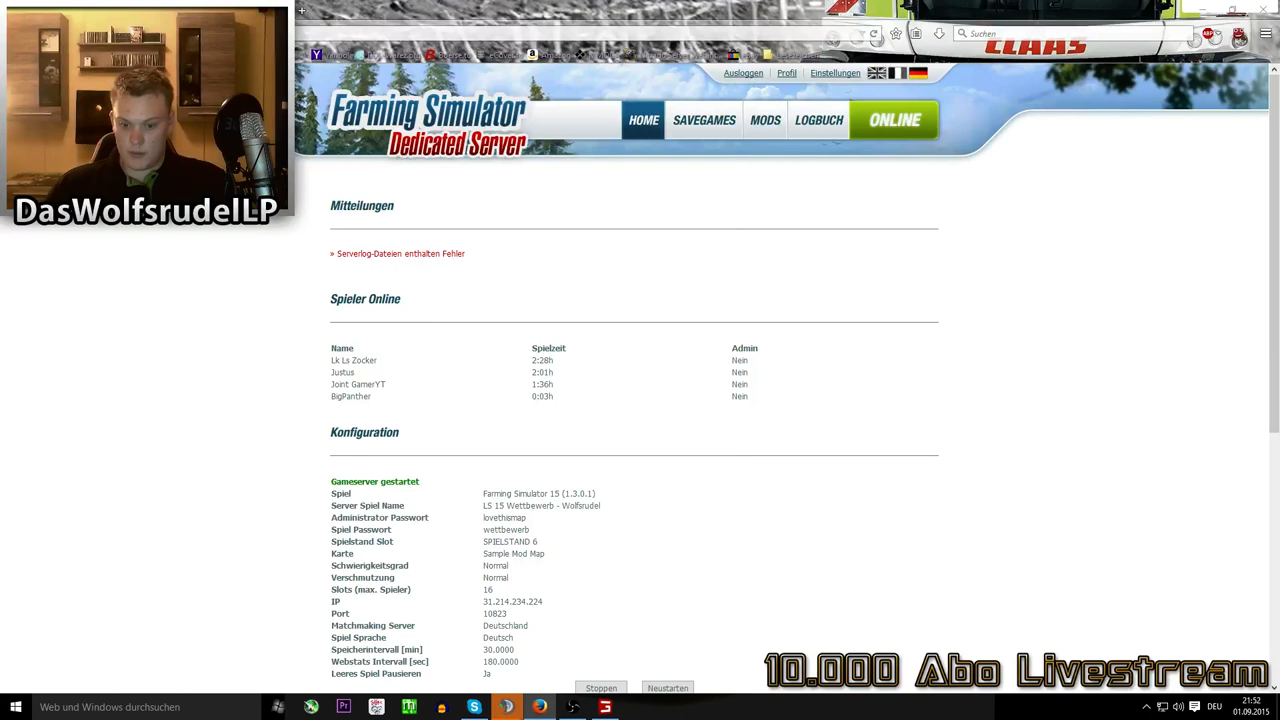 Suchen
CLAAS
Ausloggen Profil Einstellungen
Farming Simulator
Dedicated Server
HOME SAVEGAMES MODS LOGBUCH ONLINE
DasWolfsrudelLP
Mitteilungen
» Serverlog-Dateien enthalten Fehler
Spieler Online
Name Spielzeit Admin
Lk Ls Zocker 2:28h Nein
Justus 2:01h Nein
Joint GamerYT 1:36h Nein
BigPanther 0:03h Nein
Konfiguration
Gameserver gestartet
Spiel Farming Simulator 15 (1.3.0.1)
Server Spiel Name LS 15 Wettbewerb - Wolfsrudel
Administrator Passwort lovethismap
Spiel Passwort wettbewerb
Spielstand Slot SPIELSTAND 6
Karte Sample Mod Map
Schwierigkeitsgrad Normal
Verschmutzung Normal
Slots (max. Spieler) 16
IP 31.214.234.224
Port 10823
Matchmaking Server Deutschland
Spiel Sprache Deutsch
Speicherintervall [min] 30.0000
Webstats Intervall [sec] 180.0000
Leeres Spiel Pausieren Ja
Stoppen Neustarten
10.000 Abo Livestream
Web und Windows durchsuchen
DEU
21:52
01.09.2015